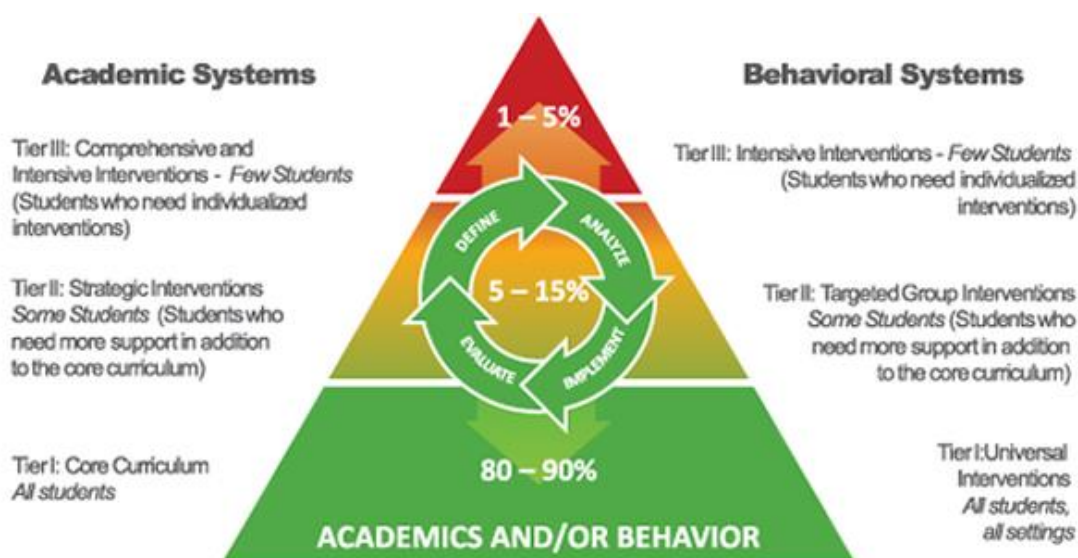 Academic Systems
Tier III: Comprehensive and
Intensive Interventions - Few Students
(Students who need individualized
interventions)
Tier II: Strategic Interventions
Some Students (Students who
need more support in addition
to the core curriculum)
Tier I: Core Curriculum
All students
1 – 5%
DEFINE
ANALYZE
5 – 15%
IMPLEMENT
EVALUATE
80 – 90%
ACADEMICS AND/OR BEHAVIOR
Behavioral Systems
Tier III: Intensive Interventions - Few Students
(Students who need individualized
interventions)
Tier II: Targeted Group Interventions
Some Students (Students who
need more support in addition
to the core curriculum)
Tier I:Universal
Interventions
All students,
all settings